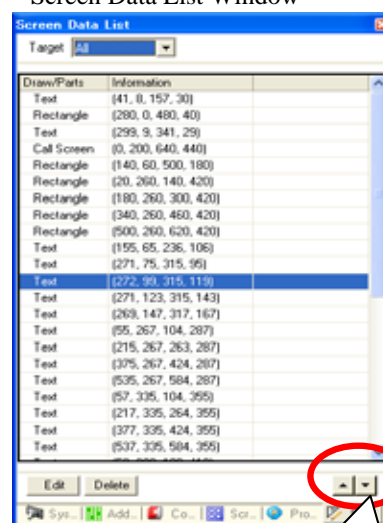 Screen Data List Window
Screen Data List
Target All
Draw/Parts Information
Text (41, 8, 157, 30)
Rectangle (280, 0, 480, 40)
Text (299, 9, 341, 29)
Call Screen (0, 200, 640, 440)
Rectangle (140, 60, 500, 180)
Rectangle (20, 260, 140, 420)
Rectangle (180, 260, 300, 420)
Rectangle (340, 260, 460, 420)
Rectangle (500, 260, 620, 420)
Text (155, 65, 236, 106)
Text (271, 75, 315, 95)
Text (272, 99, 315, 119)
Text (271, 123, 315, 143)
Text (269, 147, 317, 167)
Text (55, 267, 104, 287)
Text (215, 267, 263, 287)
Text (375, 267, 424, 287)
Text (535, 267, 584, 287)
Text (57, 335, 104, 355)
Text (217, 335, 264, 355)
Text (377, 335, 424, 355)
Text (537, 335, 584, 355)
Edit Delete
Sys... Add... Co... Scr... Pro...